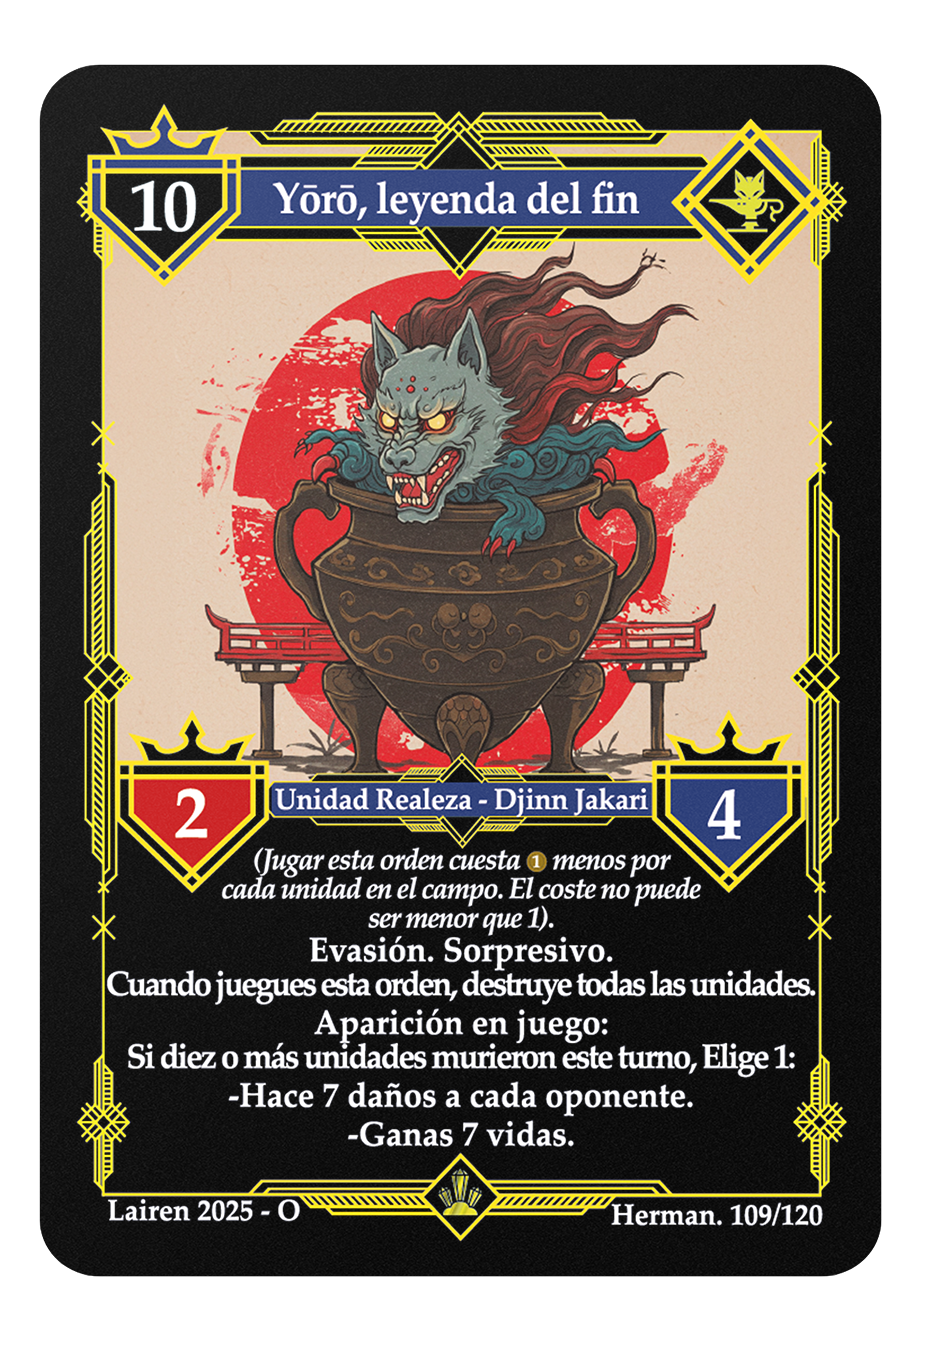 10
Yōrō, leyenda del fin
2
Unidad Realeza - Djinn Jakari
4
(Jugar esta orden cuesta 1 menos por
cada unidad en el campo. El coste no puede
ser menor que 1).
Evasión. Sorpresivo.
Cuando juegues esta orden, destruye todas las unidades.
Aparición en juego:
Si diez o más unidades murieron este turno, Elige 1:
-Hace 7 daños a cada oponente.
-Ganas 7 vidas.
Lairen 2025 - O
Herman. 109/120